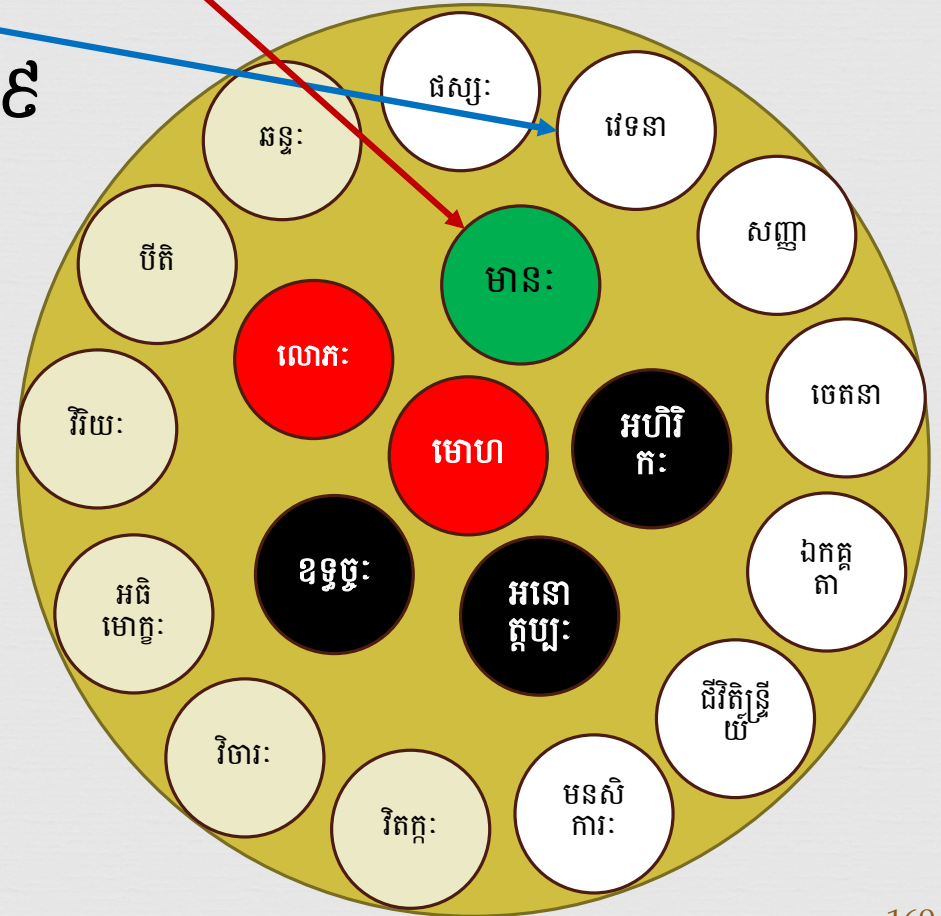 ៩
ផស្សៈ
វេទនា
ឆន្ទៈ
សញ្ញា
បីតិ
មានៈ
លោភៈ
ចេតនា
វិរិយៈ
មោហ
អហិរិ
កៈ
ឯកគ្គ
តា
ឧទ្ធច្ចៈ
អនោ
ត្តប្បៈ
អធិ
មោក្ខៈ
ជីវិតិន្ទ្រី
យ៍
វិចារៈ
វិតក្កៈ
មនសិ
ការៈ